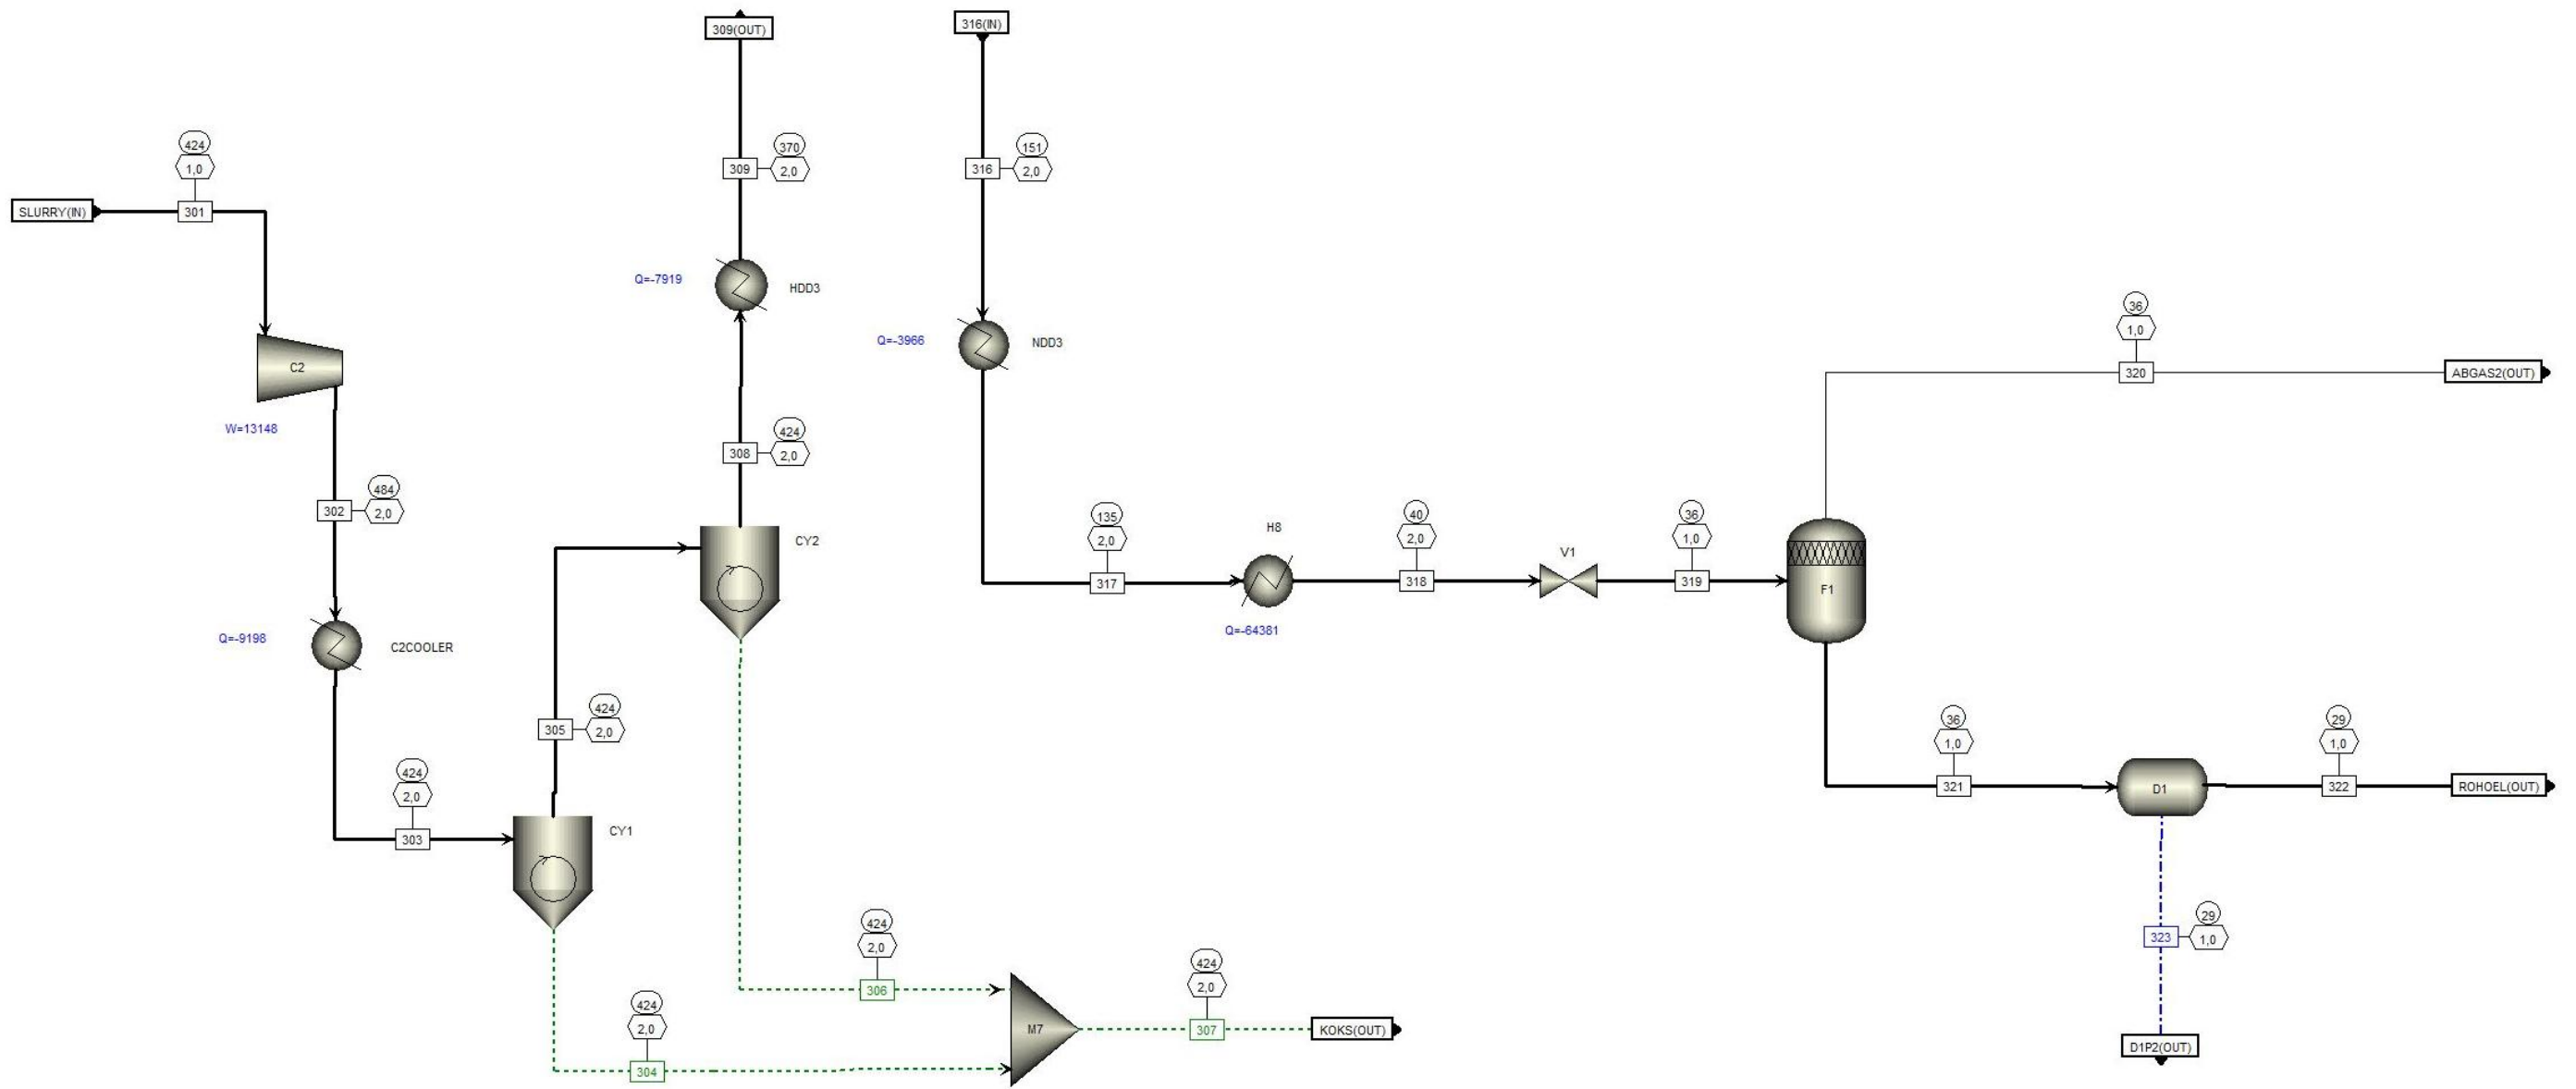 309(OUT)
316(IN)
424
1,0
SLURRY(IN)
301
370
309
2,0
151
316
2,0
Q=-7919
HDD3
Q=-3966
NDD3
36
1,0
320
ABGAS2(OUT)
C2
W=13148
424
308
2,0
484
302
2,0
CY2
135
2,0
317
H8
Q=-64381
40
2,0
318
V1
36
1,0
319
F1
Q=-9198
C2COOLER
424
305
2,0
424
2,0
303
CY1
36
1,0
321
D1
29
1,0
322
ROHOEL(OUT)
29
323
1,0
D1P2(OUT)
424
2,0
306
424
2,0
304
M7
424
2,0
307
KOKS(OUT)